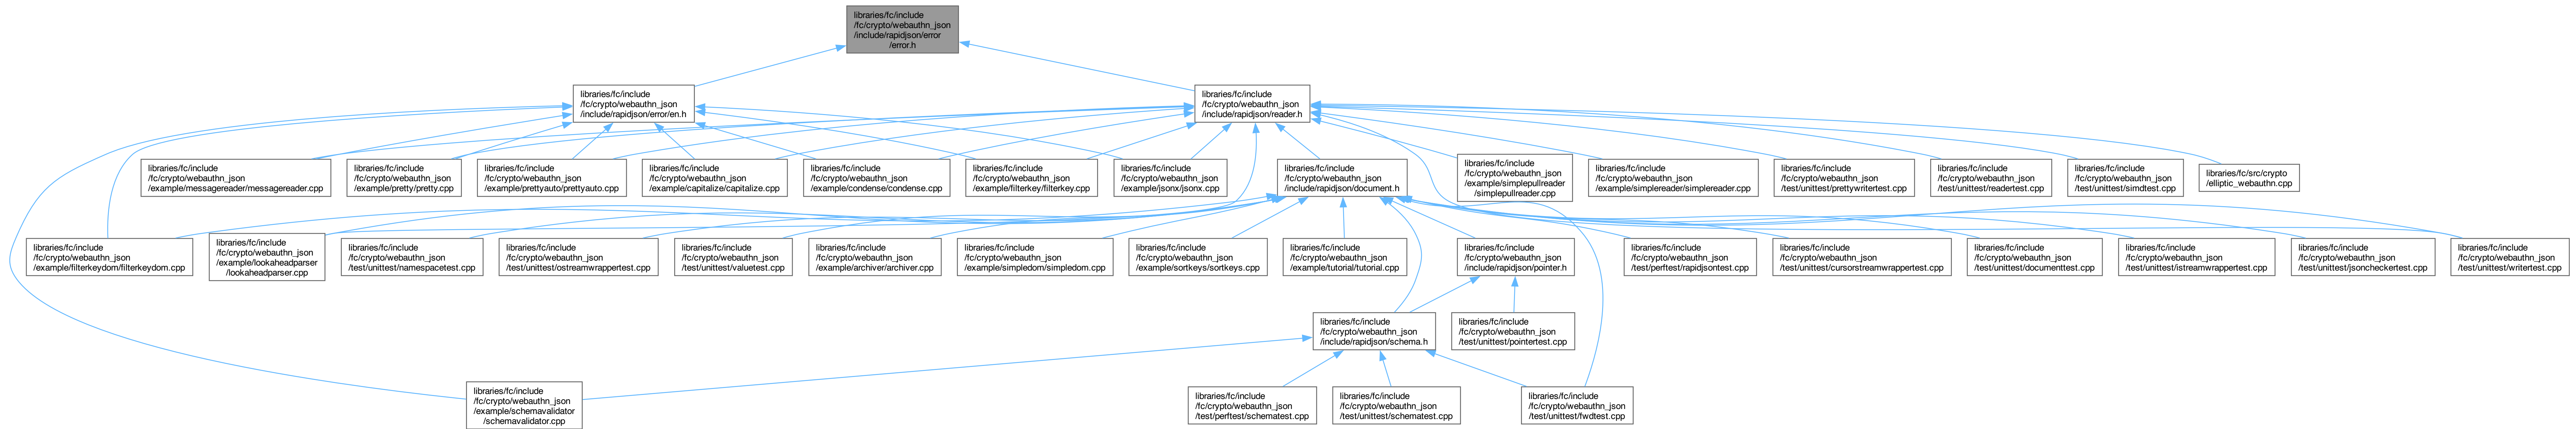 libraries/fc/include
/fc/crypto/webauthn_json
/include/rapidjson/error
/error.h
libraries/fc/include
/fc/crypto/webauthn_json
/include/rapidjson/error/en.h
libraries/fc/include
/fc/crypto/webauthn_json
/include/rapidjson/reader.h
libraries/fc/include
/fc/crypto/webauthn_json
/example/messagereader/messagereader.cpp
libraries/fc/include
/fc/crypto/webauthn_json
/example/pretty/pretty.cpp
libraries/fc/include
/fc/crypto/webauthn_json
/example/prettyauto/prettyauto.cpp
libraries/fc/include
/fc/crypto/webauthn_json
/example/capitalize/capitalize.cpp
libraries/fc/include
/fc/crypto/webauthn_json
/example/condense/condense.cpp
libraries/fc/include
/fc/crypto/webauthn_json
/example/filterkey/filterkey.cpp
libraries/fc/include
/fc/crypto/webauthn_json
/example/jsonx/jsonx.cpp
libraries/fc/include
/fc/crypto/webauthn_json
/include/rapidjson/document.h
libraries/fc/include
/fc/crypto/webauthn_json
/example/simplepullreader
/simplepullreader.cpp
libraries/fc/include
/fc/crypto/webauthn_json
/example/simplereader/simplereader.cpp
libraries/fc/include
/fc/crypto/webauthn_json
/test/unittest/prettywritertest.cpp
libraries/fc/include
/fc/crypto/webauthn_json
/test/unittest/readertest.cpp
libraries/fc/include
/fc/crypto/webauthn_json
/test/unittest/simdtest.cpp
libraries/fc/src/crypto
/elliptic_webauthn.cpp
libraries/fc/include
/fc/crypto/webauthn_json
/example/filterkeydom/filterkeydom.cpp
libraries/fc/include
/fc/crypto/webauthn_json
/example/lookaheadparser
/lookaheadparser.cpp
libraries/fc/include
/fc/crypto/webauthn_json
/test/unittest/namespacetest.cpp
libraries/fc/include
/fc/crypto/webauthn_json
/test/unittest/ostreamwrappertest.cpp
libraries/fc/include
/fc/crypto/webauthn_json
/test/unittest/valuetest.cpp
libraries/fc/include
/fc/crypto/webauthn_json
/example/archiver/archiver.cpp
libraries/fc/include
/fc/crypto/webauthn_json
/example/simpledom/simpledom.cpp
libraries/fc/include
/fc/crypto/webauthn_json
/example/sortkeys/sortkeys.cpp
libraries/fc/include
/fc/crypto/webauthn_json
/example/tutorial/tutorial.cpp
libraries/fc/include
/fc/crypto/webauthn_json
/include/rapidjson/pointer.h
libraries/fc/include
/fc/crypto/webauthn_json
/test/perftest/rapidjsontest.cpp
libraries/fc/include
/fc/crypto/webauthn_json
/test/unittest/cursorstreamwrappertest.cpp
libraries/fc/include
/fc/crypto/webauthn_json
/test/unittest/documenttest.cpp
libraries/fc/include
/fc/crypto/webauthn_json
/test/unittest/istreamwrappertest.cpp
libraries/fc/include
/fc/crypto/webauthn_json
/test/unittest/jsoncheckertest.cpp
libraries/fc/include
/fc/crypto/webauthn_json
/test/unittest/writertest.cpp
libraries/fc/include
/fc/crypto/webauthn_json
/include/rapidjson/schema.h
libraries/fc/include
/fc/crypto/webauthn_json
/test/unittest/pointertest.cpp
libraries/fc/include
/fc/crypto/webauthn_json
/example/schemavalidator
/schemavalidator.cpp
libraries/fc/include
/fc/crypto/webauthn_json
/test/perftest/schematest.cpp
libraries/fc/include
/fc/crypto/webauthn_json
/test/unittest/schematest.cpp
libraries/fc/include
/fc/crypto/webauthn_json
/test/unittest/fwdtest.cpp